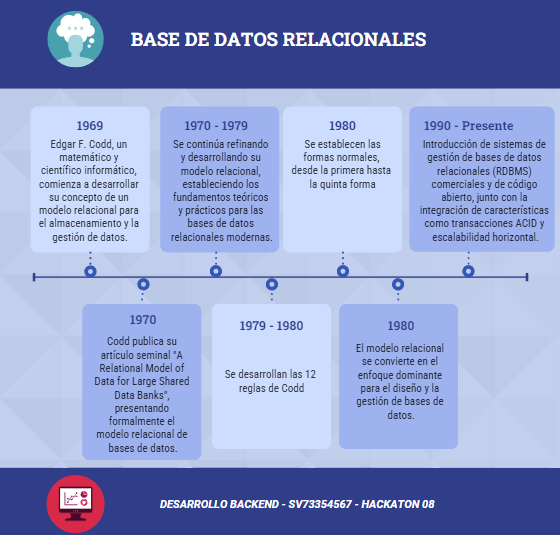 BASE DE DATOS RELACIONALES
1969
Edgar F. Codd, un
matemático y
científico informático,
comienza a desarrollar
su concepto de un
modelo relacional para
el almacenamiento y la
gestión de datos.
1970 - 1979
Se continúa refinando
y desarrollando su
modelo relacional,
estableciendo los
fundamentos teóricos
y prácticos para las
bases de datos
relacionales modernas.
1980
Se establecen las
formas normales,
desde la primera hasta
la quinta forma
1990 - Presente
Introducción de sistemas de
gestión de bases de datos
relacionales (RDBMS)
comerciales y de código
abierto, junto con la
integración de características
como transacciones ACID y
escalabilidad horizontal.
1970
Codd publica su
artículo seminal "A
Relational Model of
Data for Large Shared
Data Banks",
presentando
formalmente el
modelo relacional de
bases de datos.
1979 - 1980
Se desarrollan las 12
reglas de Codd
1980
El modelo relacional
se convierte en el
enfoque dominante
para el diseño y la
gestión de bases de
datos.
DESARROLLO BACKEND - SV73354567 - HACKATON 08